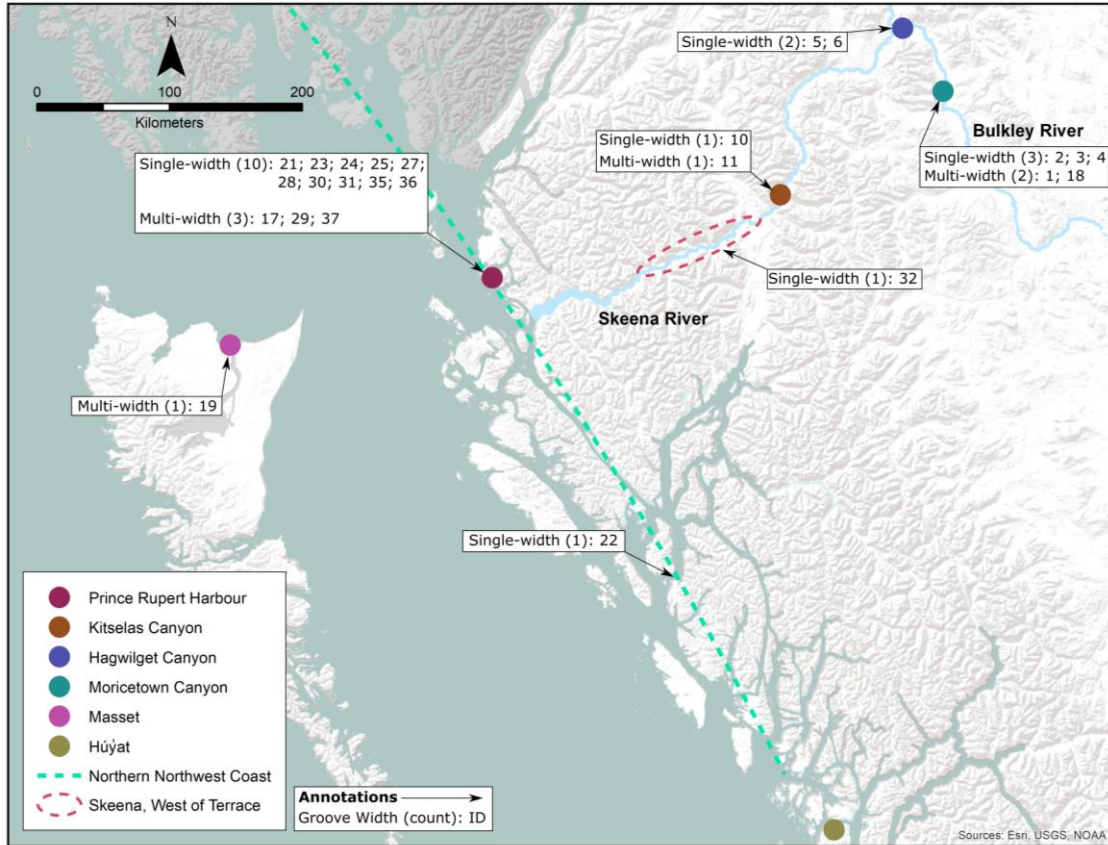 N
0 100 200
Kilometers
Single-width (2): 5; 6
Single-width (1): 10
Multi-width (1): 11
Bulkley River
Single-width (3): 2; 3; 4
Multi-width (2): 1; 18
Single-width (10): 21; 23; 24; 25; 27;
28; 30; 31; 35; 36
Multi-width (3): 17; 29; 37
Single-width (1): 32
Skeena River
Multi-width (1): 19
Single-width (1): 22
Prince Rupert Harbour
Kitselas Canyon
Hagwilget Canyon
Moricetown Canyon
Masset
Húy̓at
Northern Northwest Coast
Skeena, West of Terrace
Annotations
Groove Width (count): ID
Sources: Esri, USGS, NOAA